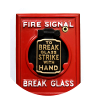 FIRE SIGNAL
TO
BREAK
GLASS
STRIKE
WITH
HAND
BREAK GLASS